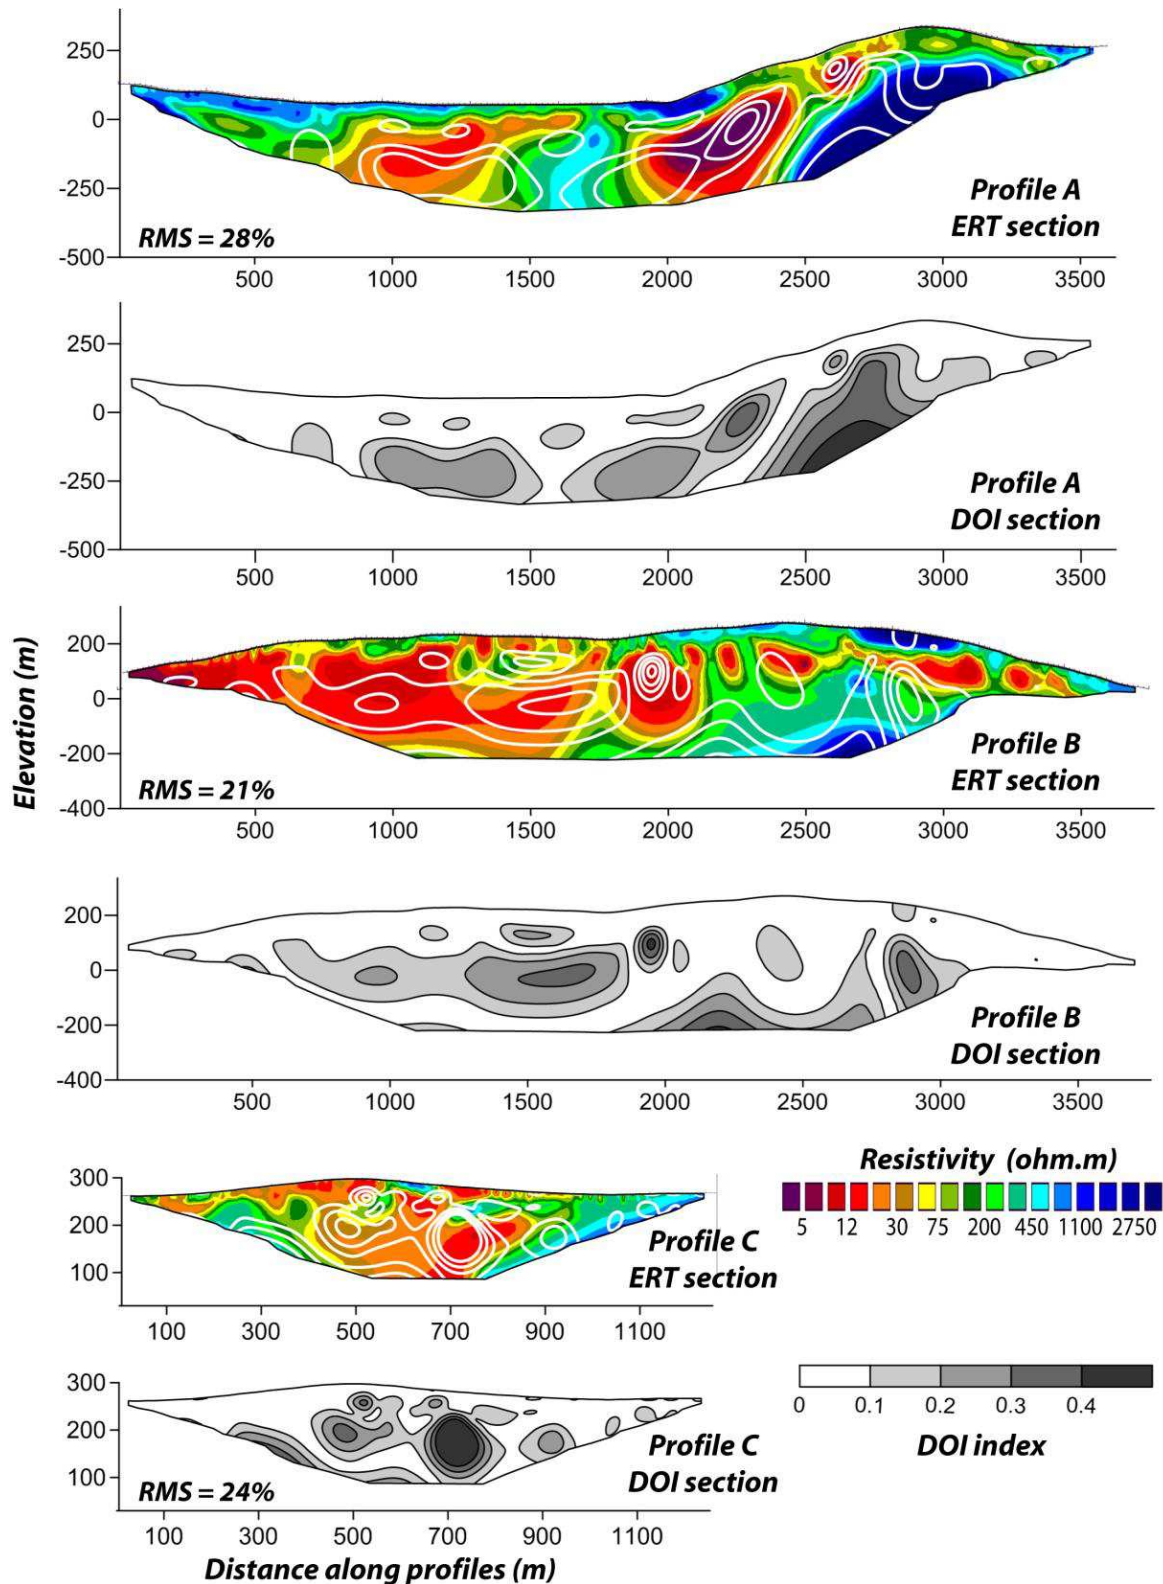 250
0
-250
-500
RMS = 28%
Profile A
ERT section
500 1000 1500 2000 2500 3000 3500
250
0
-250
-500
Profile A
DOI section
500 1000 1500 2000 2500 3000 3500
Elevation (m)
200
0
-200
-400
RMS = 21%
Profile B
ERT section
500 1000 1500 2000 2500 3000 3500
200
0
-200
-400
Profile B
DOI section
500 1000 1500 2000 2500 3000 3500
300
200
100
Profile C
ERT section
100 300 500 700 900 1100
Resistivity (ohm.m)
5 12 30 75 200 450 1100 2750
300
200
100
RMS = 24%
Profile C
DOI section
100 300 500 700 900 1100
0 0.1 0.2 0.3 0.4
DOI index
Distance along profiles (m)